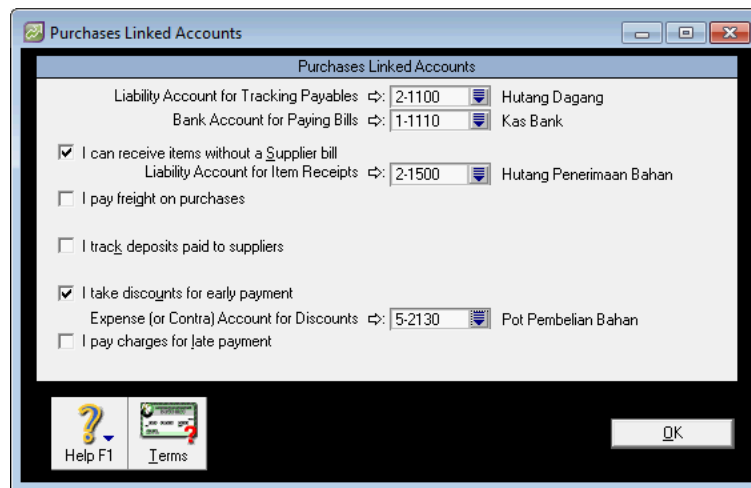 Purchases Linked Accounts
Purchases Linked Accounts
Liability Account for Tracking Payables ⇨: 2-1100 Hutang Dagang
Bank Account for Paying Bills ⇨: 1-1110 Kas Bank
I can receive items without a Supplier bill
Liability Account for Item Receipts ⇨: 2-1500 Hutang Penerimaan Bahan
I pay freight on purchases
I track deposits paid to suppliers
I take discounts for early payment
Expense (or Contra) Account for Discounts ⇨: 5-2130 Pot Pembelian Bahan
I pay charges for late payment
Help F1 Terms OK